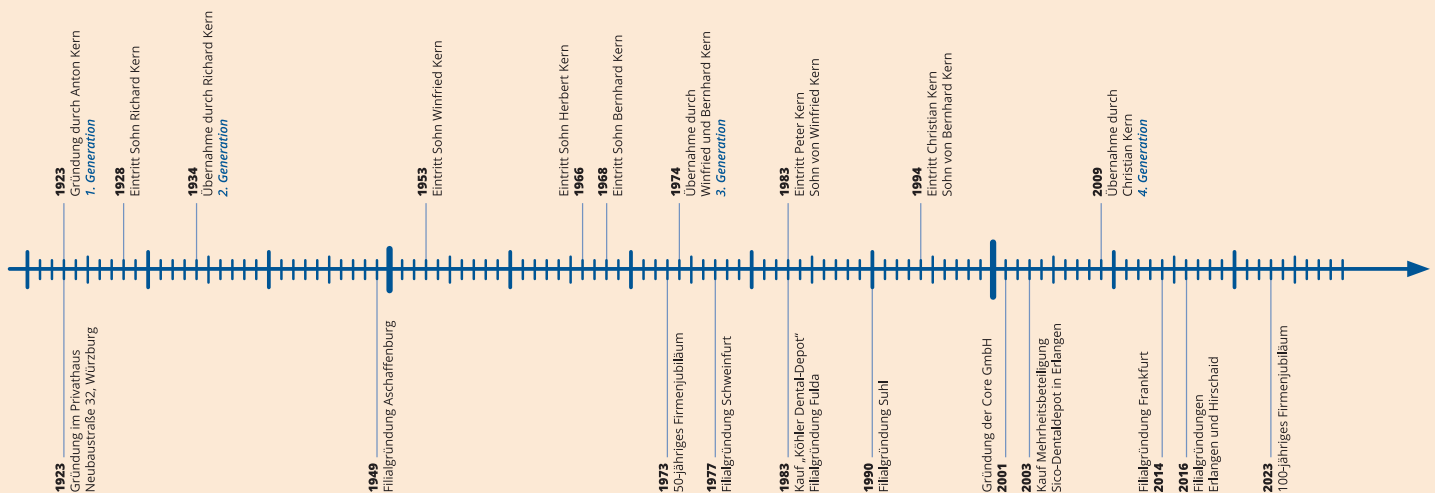 1923
Gründung durch Anton Kern
1. Generation
1928
Eintritt Sohn Richard Kern
1934
Übernahme durch Richard Kern
2. Generation
1953
Eintritt Sohn Winfried Kern
Eintritt Sohn Herbert Kern
1966
1968
Eintritt Sohn Bernhard Kern
1974
Übernahme durch
Winfried und Bernhard Kern
3. Generation
1983
Eintritt Peter Kern
Sohn von Winfried Kern
1994
Eintritt Christian Kern
Sohn von Bernhard Kern
2009
Übernahme durch
Christian Kern
4. Generation
1923
Gründung im Privathaus
Neubaustraße 32, Würzburg
1949
Filialgründung Aschaffenburg
1973
50-jähriges Firmenjubiläum
1977
Filialgründung Schweinfurt
1983
Kauf „Köhler Dental-Depot“
Filialgründung Fulda
1990
Filialgründung Suhl
Gründung der Core GmbH
2001
2003
Kauf Mehrheitsbeteiligung
Sico-Dentaldepot in Erlangen
Filialgründung Frankfurt
2014
2016
Filialgründungen
Erlangen und Hirschaid
2023
100-jähriges Firmenjubiläum